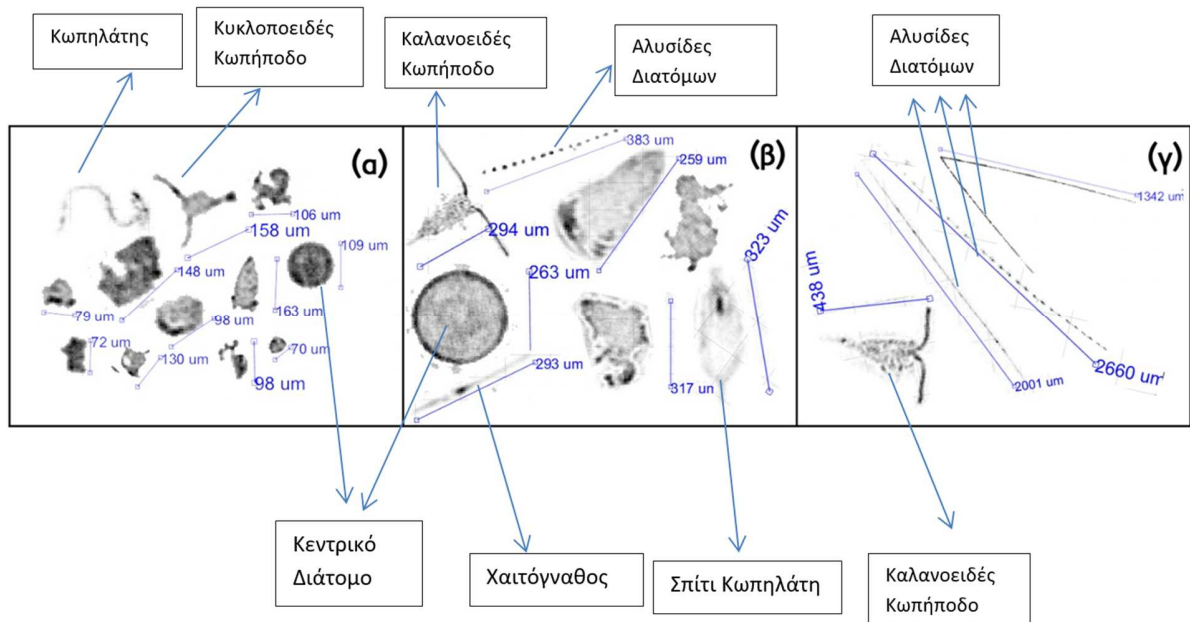 Κωπηλάτης
Κυκλοποειδές
Κωπήποδο
Καλανοειδές
Κωπήποδο
Αλυσίδες
Διατόμων
Αλυσίδες
Διατόμων
(α)
106 um
158 um
109 um
148 um
79 um
98 um
163 um
72 um
130 um
98 um
70 um
(β)
383 um
259 um
294 um
263 um
323 um
293 um
317 un
(γ)
1342 um
438 um
2001 um
2660 um
Κεντρικό
Διάτομο
Χαιτόγναθος
Σπίτι Κωπηλάτη
Καλανοειδές
Κωπήποδο